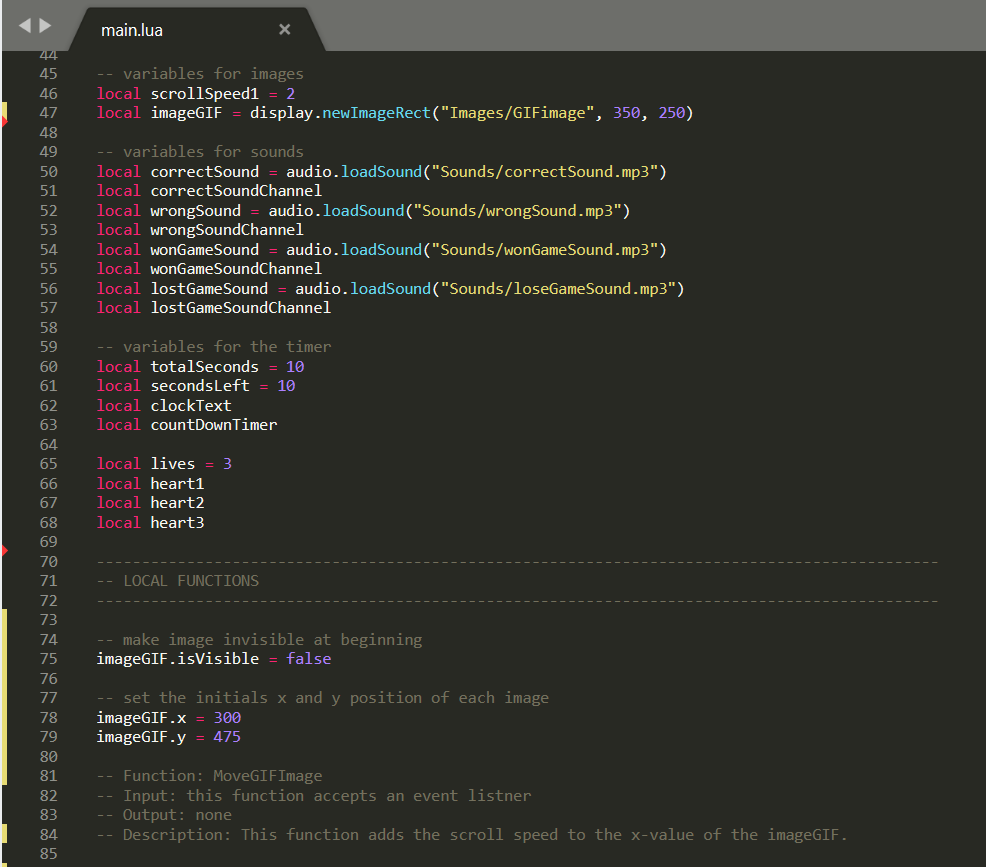 main.lua
44
45 -- variables for images
46 local scrollSpeed1 = 2
47 local imageGIF = display.newImageRect("Images/GIFimage", 350, 250)
48
49 -- variables for sounds
50 local correctSound = audio.loadSound("Sounds/correctSound.mp3")
51 local correctSoundChannel
52 local wrongSound = audio.loadSound("Sounds/wrongSound.mp3")
53 local wrongSoundChannel
54 local wonGameSound = audio.loadSound("Sounds/wonGameSound.mp3")
55 local wonGameSoundChannel
56 local lostGameSound = audio.loadSound("Sounds/loseGameSound.mp3")
57 local lostGameSoundChannel
58
59 -- variables for the timer
60 local totalSeconds = 10
61 local secondsLeft = 10
62 local clockText
63 local countDownTimer
64
65 local lives = 3
66 local heart1
67 local heart2
68 local heart3
69
70 ---------------------------------------------------------------------------------------------
71 -- LOCAL FUNCTIONS
72 ---------------------------------------------------------------------------------------------
73
74 -- make image invisible at beginning
75 imageGIF.isVisible = false
76
77 -- set the initials x and y position of each image
78 imageGIF.x = 300
79 imageGIF.y = 475
80
81 -- Function: MoveGIFImage
82 -- Input: this function accepts an event listner
83 -- Output: none
84 -- Description: This function adds the scroll speed to the x-value of the imageGIF.
85